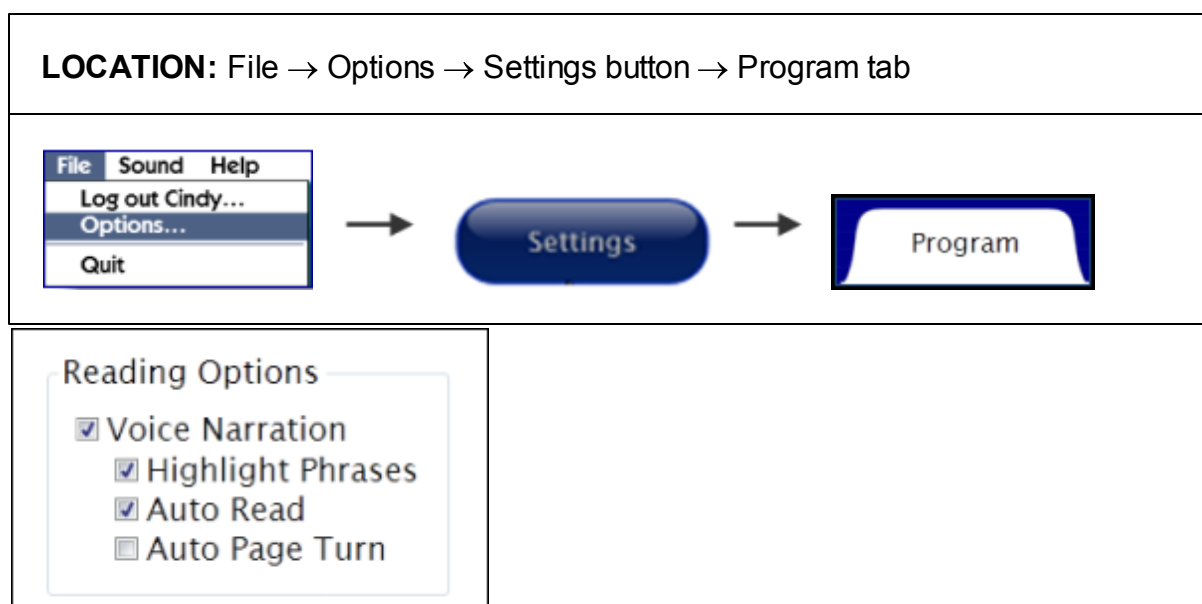 LOCATION: File → Options → Settings button → Program tab
File Sound Help
Log out Cindy...
Options...
Quit
Settings
Program
Reading Options
Voice Narration
Highlight Phrases
Auto Read
Auto Page Turn